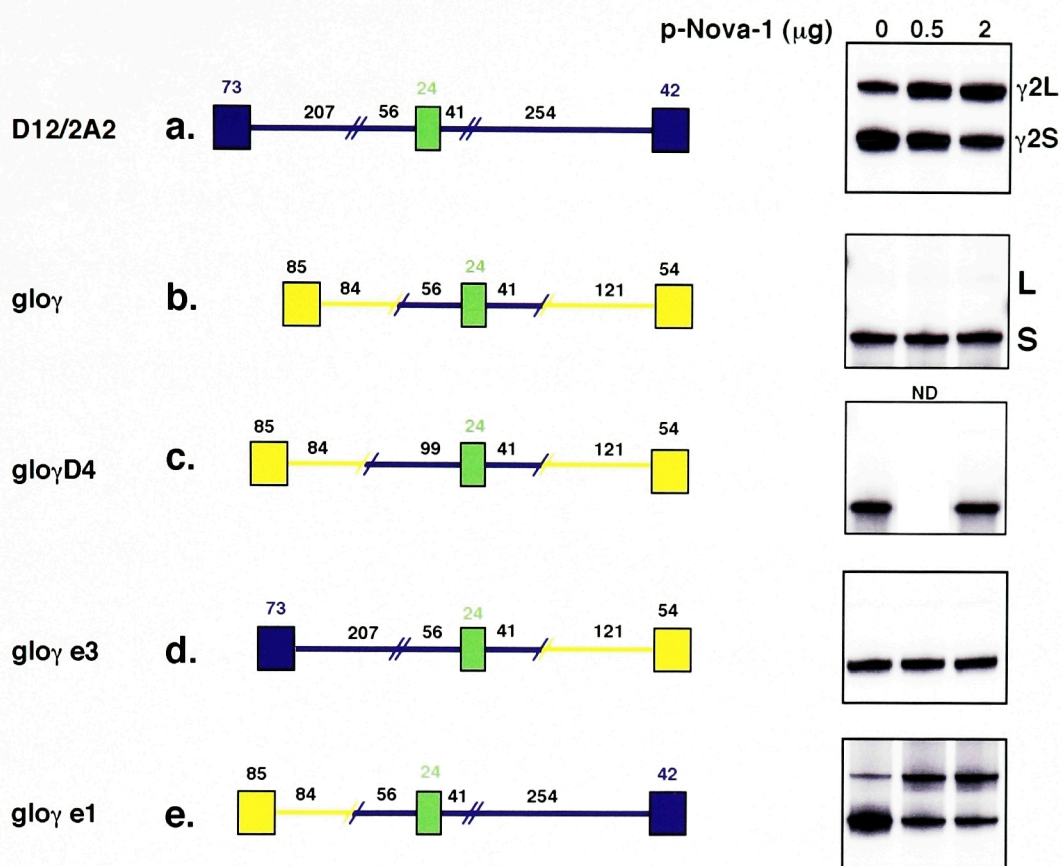 p-Nova-1 (μg) 0 0.5 2
73 24 42
D12/2A2 a. 207 56 41 254
γ2L
γ2S
85 24 54
gloγ b. 84 56 41 121
L
S
ND
85 24 54
gloγD4 c. 84 99 41 121
73 24 54
gloγ e3 d. 207 56 41 121
85 24 42
gloγ e1 e. 84 56 41 254